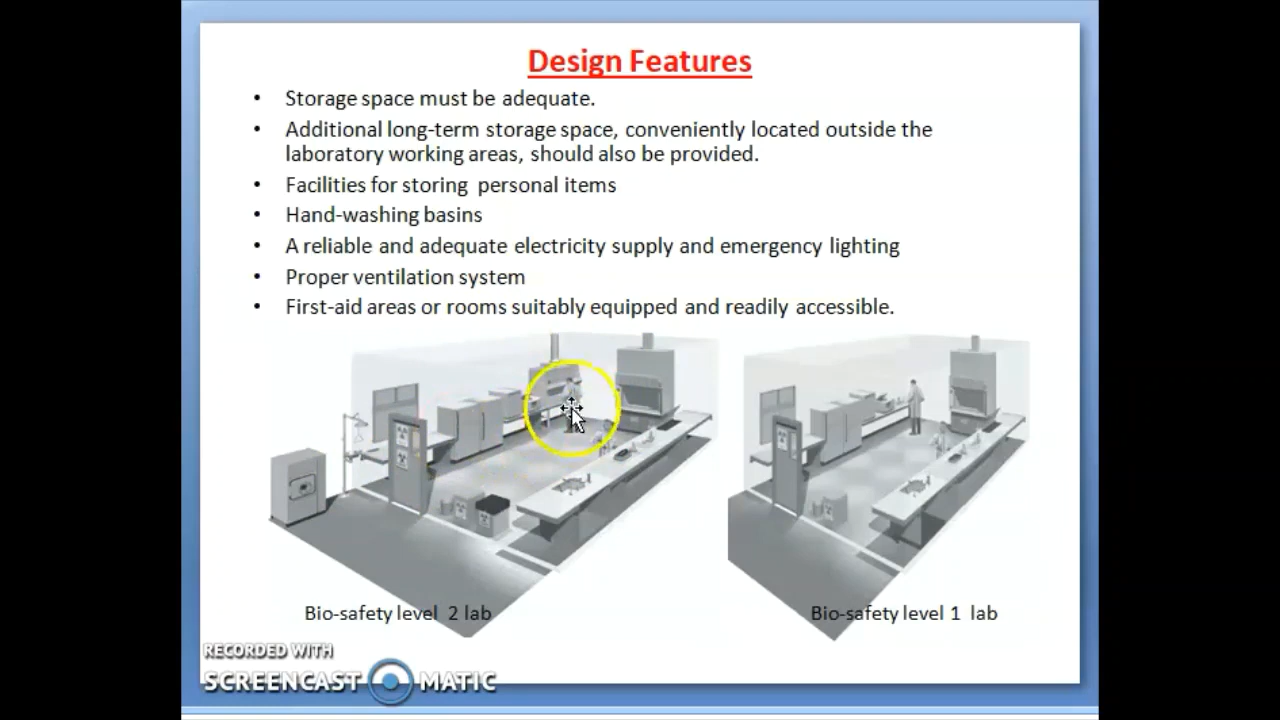 Design Features
• Storage space must be adequate.
• Additional long-term storage space, conveniently located outside the
laboratory working areas, should also be provided.
• Facilities for storing personal items
• Hand-washing basins
• A reliable and adequate electricity supply and emergency lighting
• Proper ventilation system
• First-aid areas or rooms suitably equipped and readily accessible.
Bio-safety level 2 lab
Bio-safety level 1 lab
RECORDED WITH
SCREENCAST MATIC